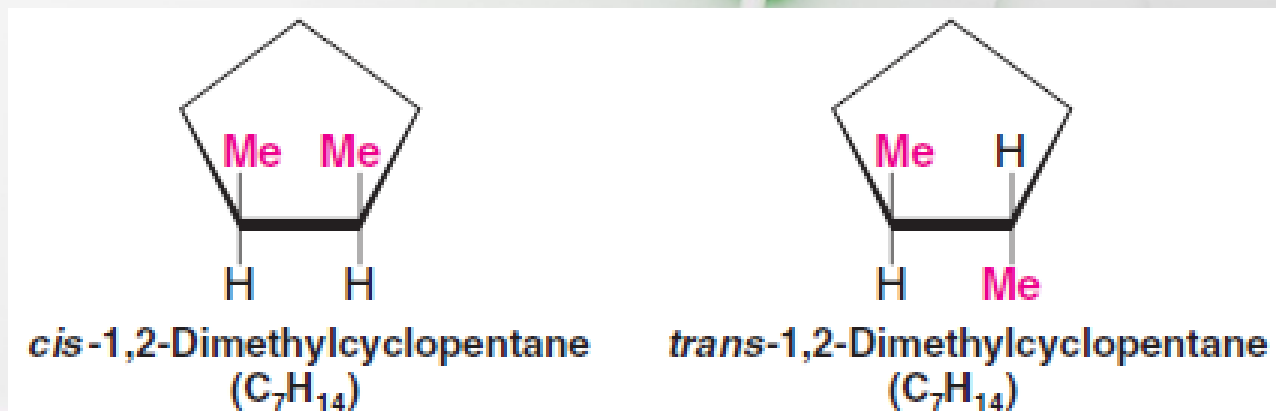 Me Me H
Me
H H H Me
cis-1,2-Dimethylcyclopentane
(C₇H₁₄)
trans-1,2-Dimethylcyclopentane
(C₇H₁₄)